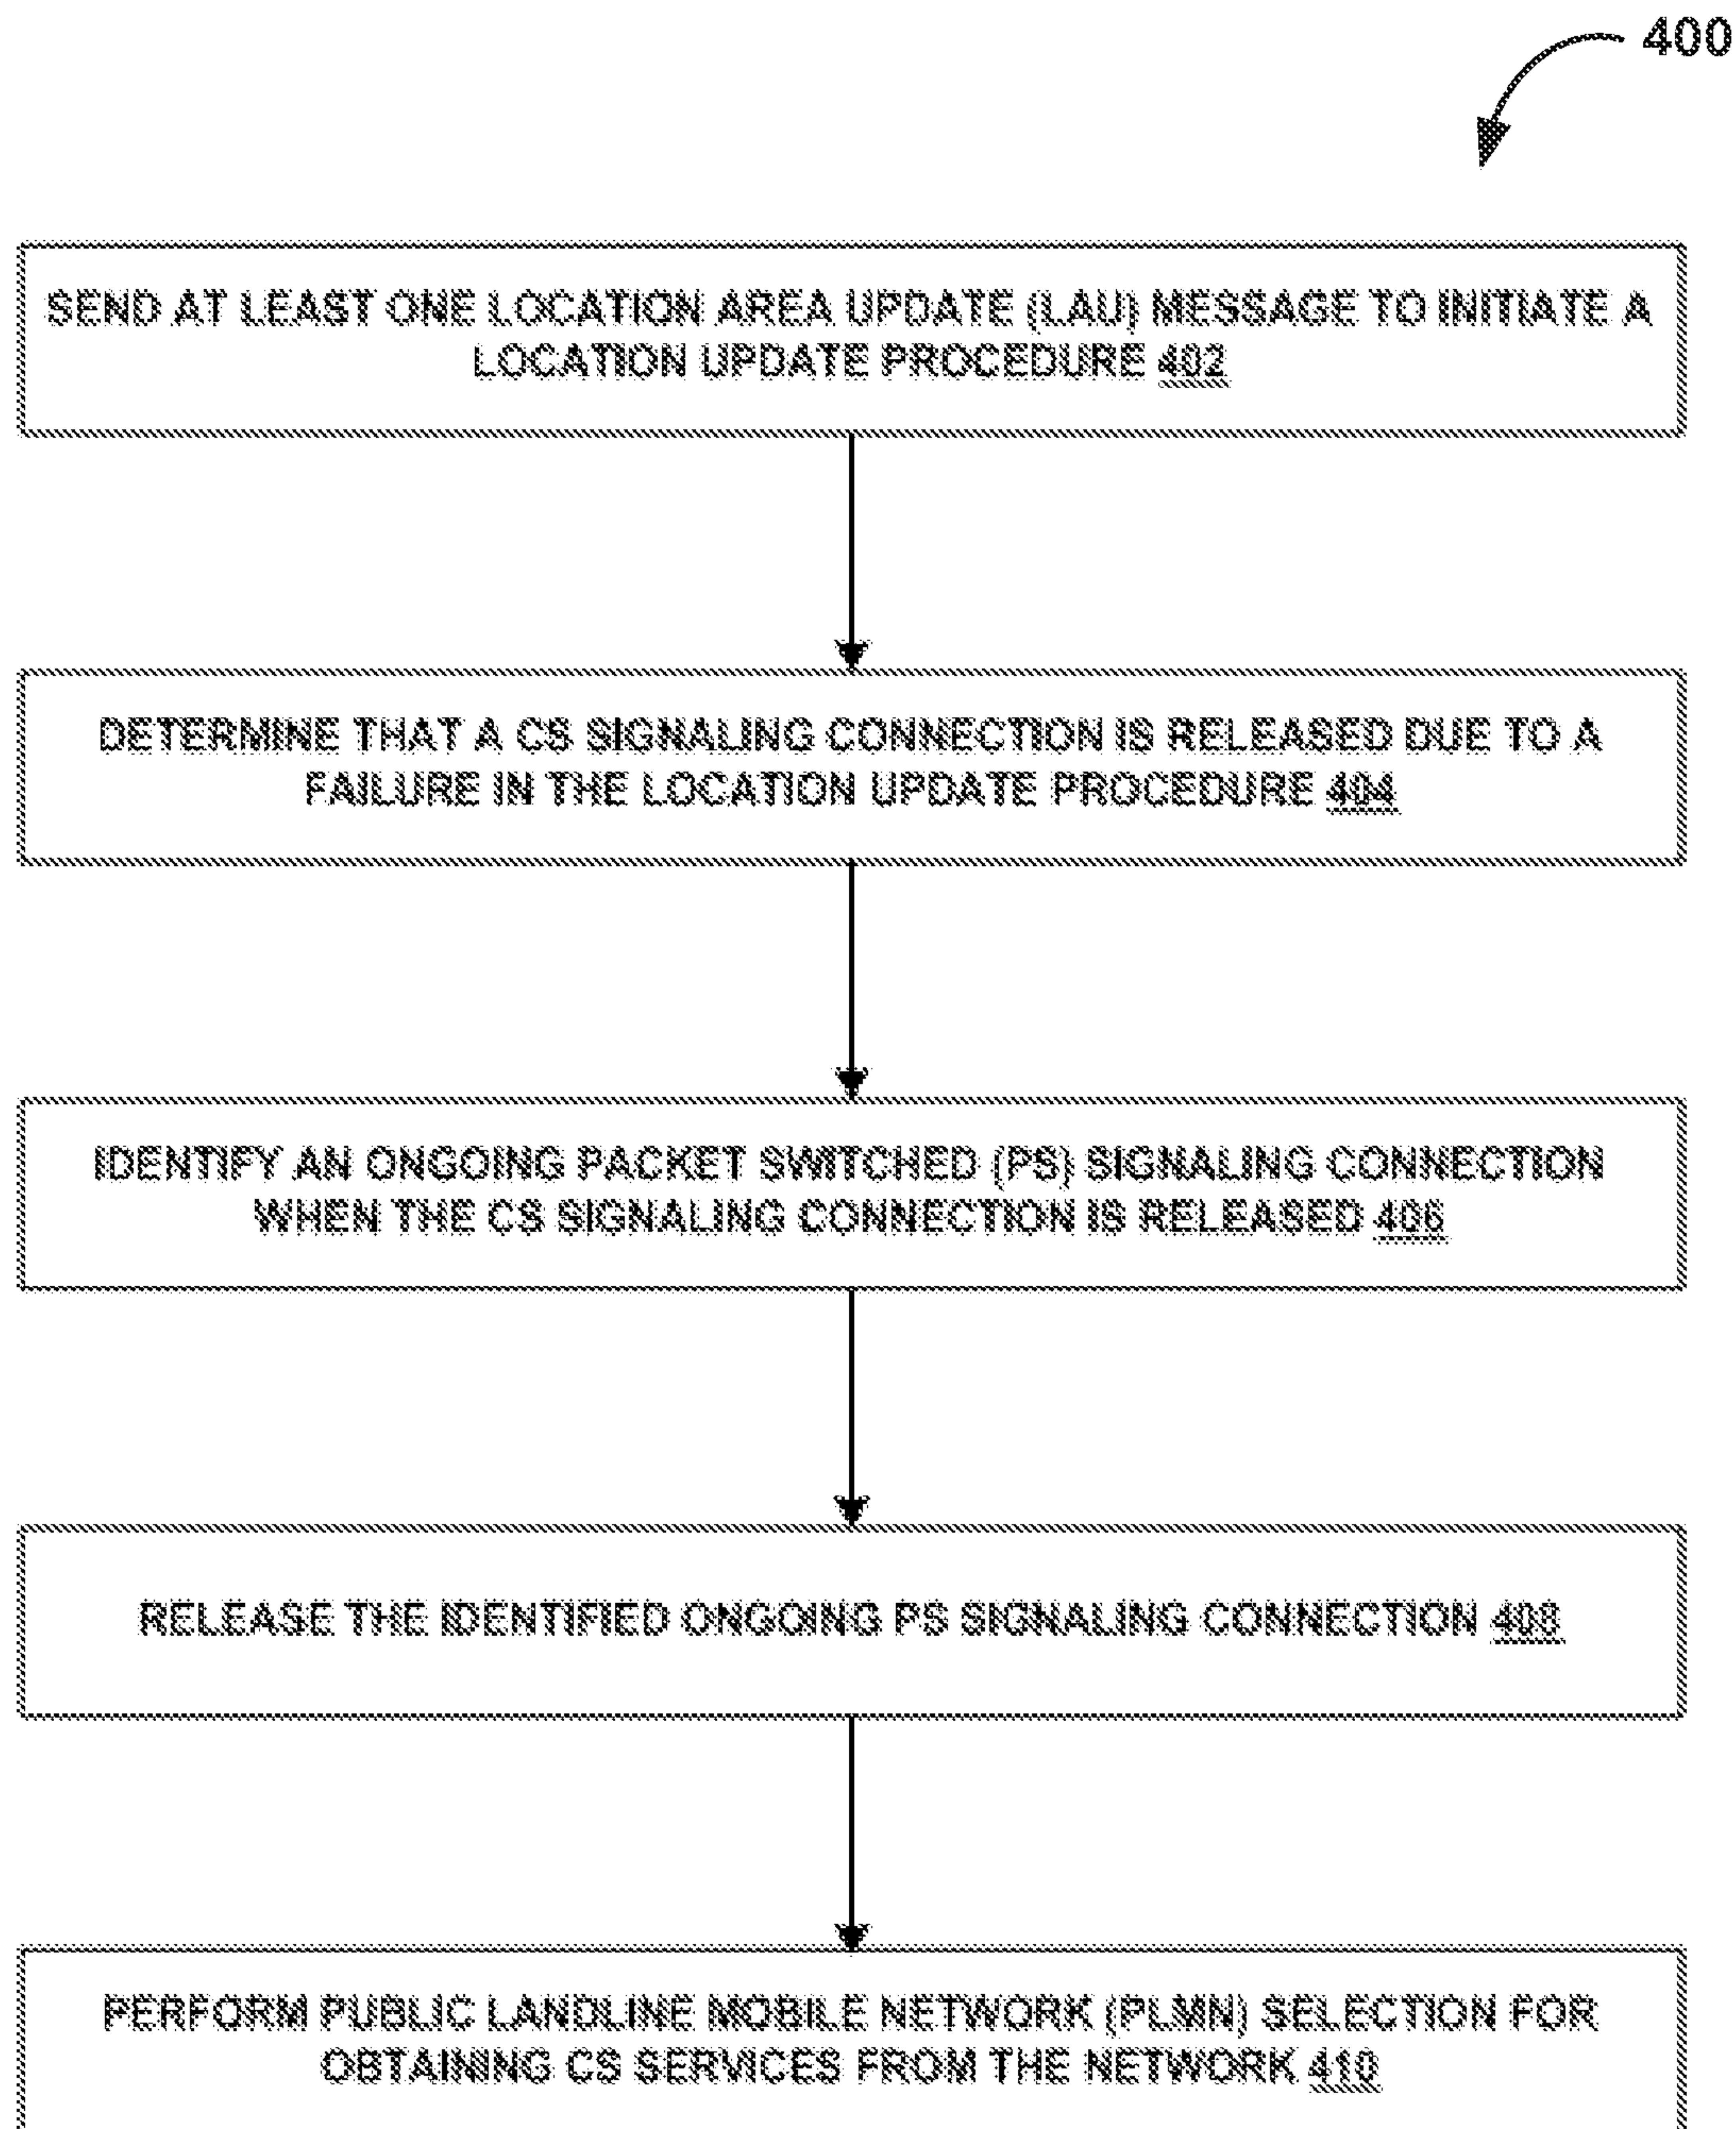 400
SEND AT LEAST ONE LOCATION AREA UPDATE (LAU) MESSAGE TO INITIATE A
LOCATION UPDATE PROCEDURE 402
DETERMINE THAT A CS SIGNALING CONNECTION IS RELEASED DUE TO A
FAILURE IN THE LOCATION UPDATE PROCEDURE 404
IDENTIFY AN ONGOING PACKET SWITCHED (PS) SIGNALING CONNECTION
WHEN THE CS SIGNALING CONNECTION IS RELEASED 406
RELEASE THE IDENTIFIED ONGOING PS SIGNALING CONNECTION 408
PERFORM PUBLIC LANDLINE MOBILE NETWORK (PLMN) SELECTION FOR
OBTAINING CS SERVICES FROM THE NETWORK 410